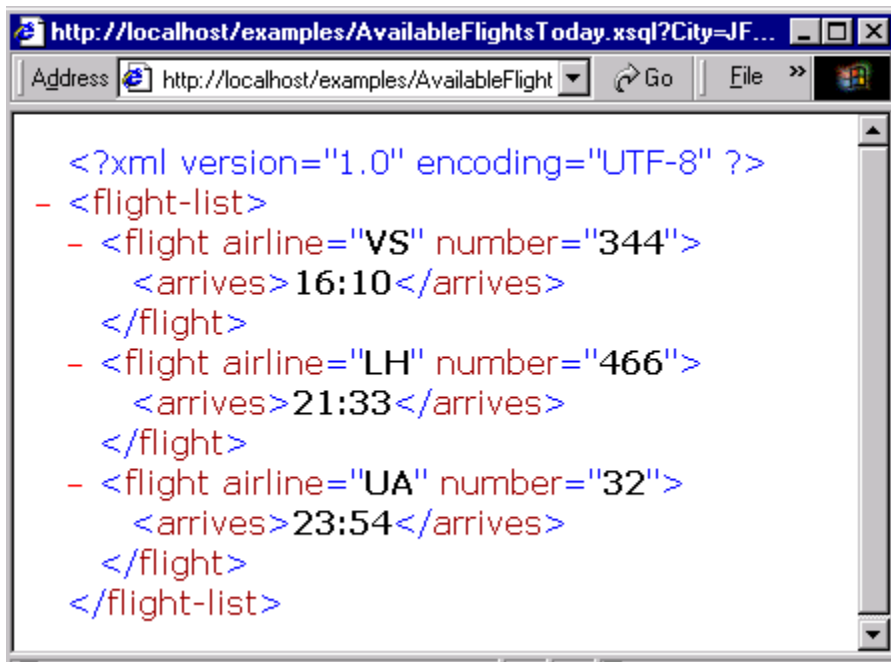 http://localhost/examples/AvailableFlightsToday.xsql?City=JF...
Address http://localhost/examples/AvailableFlight Go File »
<?xml version="1.0" encoding="UTF-8" ?>
– <flight-list>
– <flight airline="VS" number="344">
<arrives>16:10</arrives>
</flight>
– <flight airline="LH" number="466">
<arrives>21:33</arrives>
</flight>
– <flight airline="UA" number="32">
<arrives>23:54</arrives>
</flight>
</flight-list>